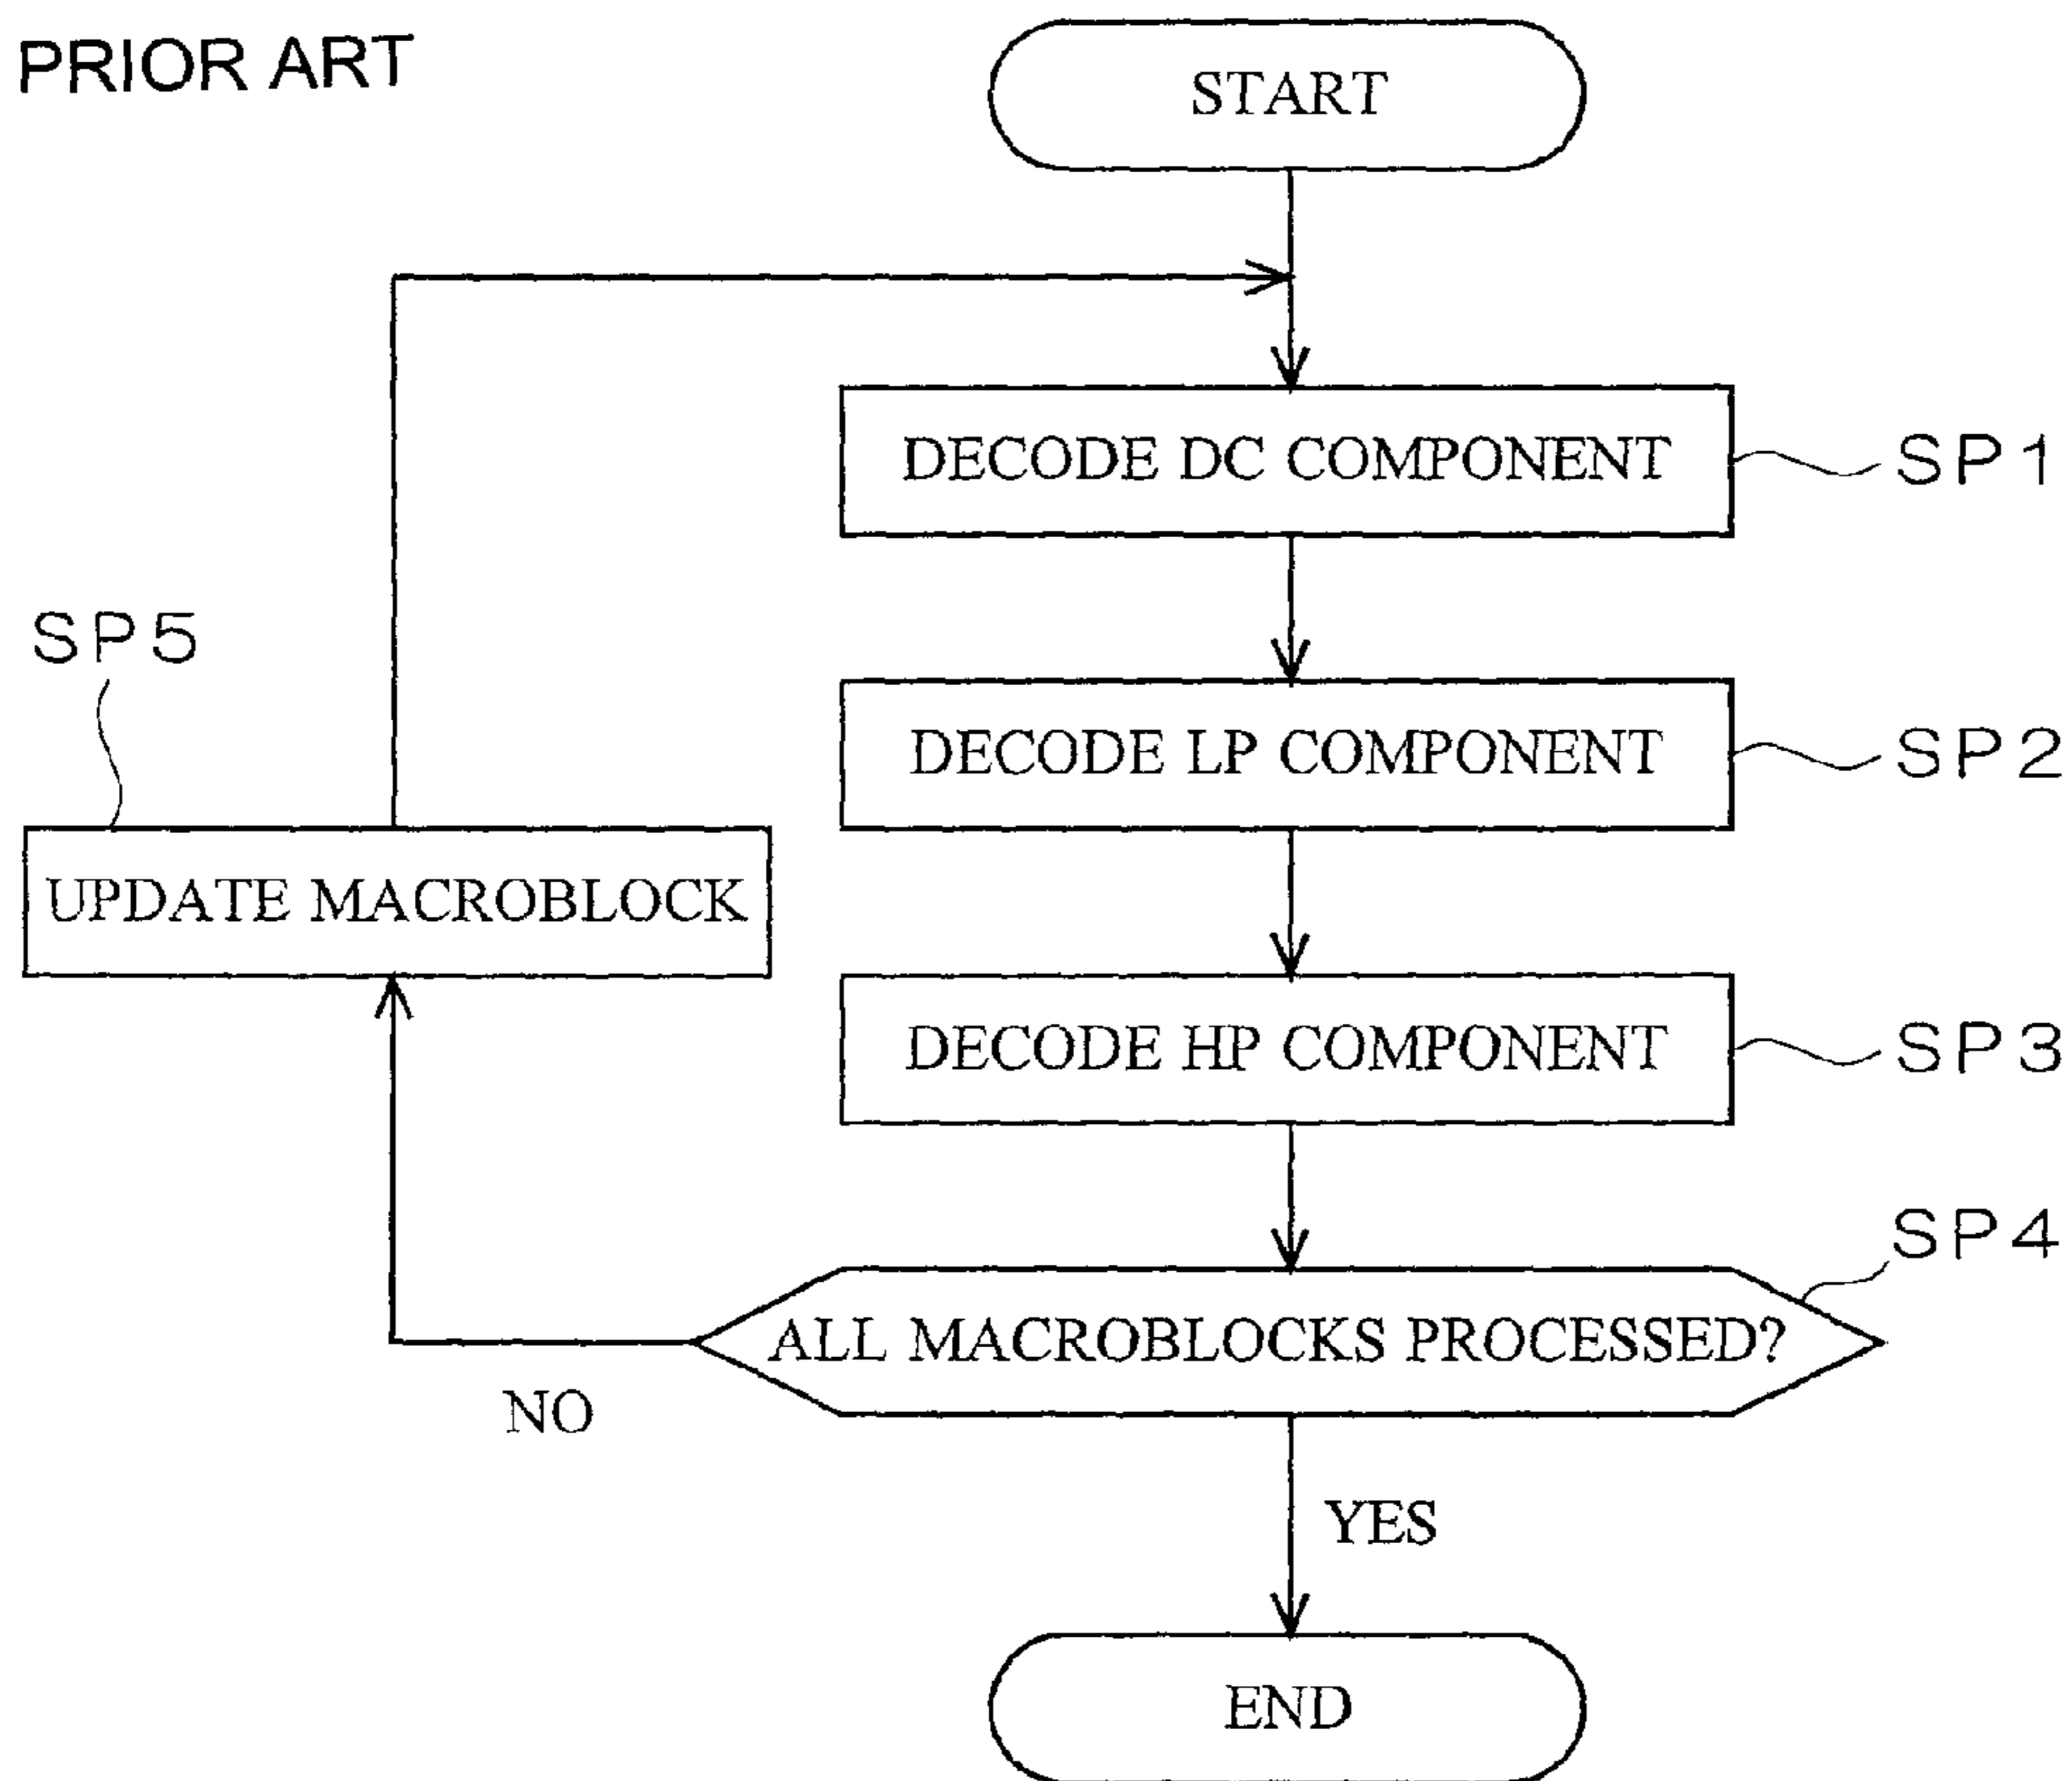 PRIOR ART
START
DECODE DC COMPONENT
SP1
SP5
DECODE LP COMPONENT
SP2
UPDATE MACROBLOCK
DECODE HP COMPONENT
SP3
SP4
ALL MACROBLOCKS PROCESSED?
NO
YES
END